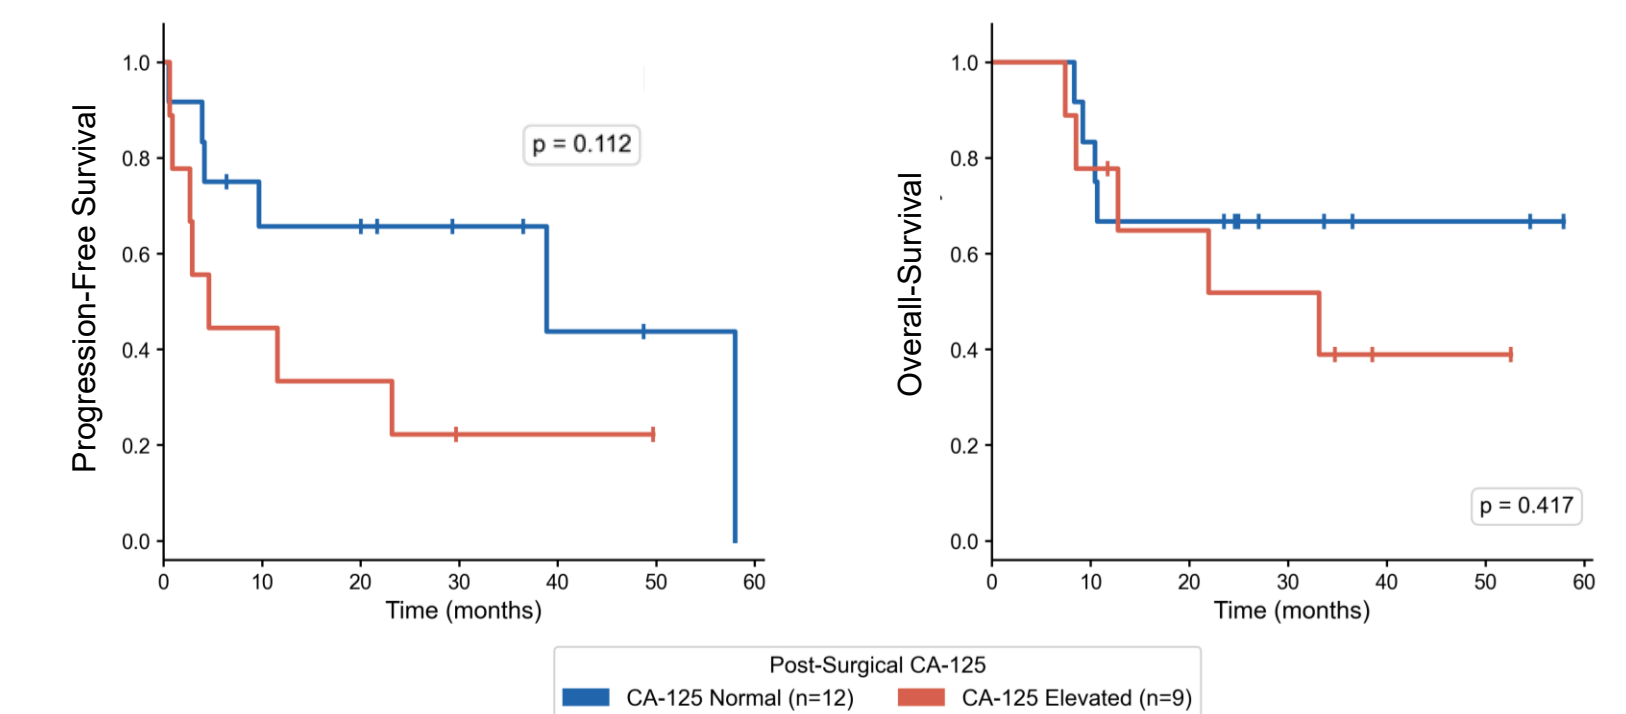 Progression-Free Survival
1.0
0.8
0.6
0.4
0.2
0.0
p = 0.112
0 10 20 30 40 50 60
Time (months)
Overall-Survival
1.0
0.8
0.6
0.4
0.2
0.0
p = 0.417
0 10 20 30 40 50 60
Time (months)
Post-Surgical CA-125
CA-125 Normal (n=12) CA-125 Elevated (n=9)